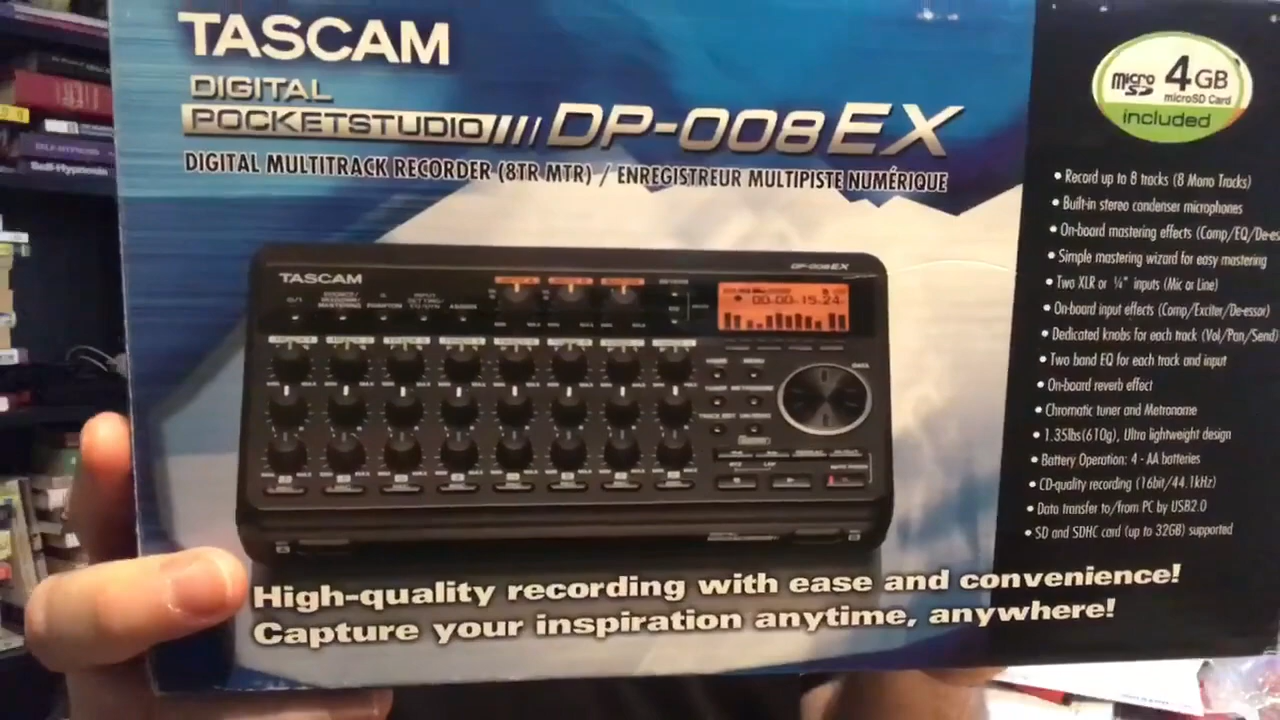 TASCAM
DIGITAL
POCKETSTUDIO DP-008EX
DIGITAL MULTITRACK RECORDER (8TR MTR) / ENREGISTREUR MULTIPISTE NUMÉRIQUE
micro SD 4GB
microSD Card
included
• Record up to 8 tracks (8 Mono Tracks)
• Built-in stereo condenser microphones
• On-board mastering effects (Comp/EQ/De-es
• Simple mastering wizard for easy mastering
• Two XLR or ¼" inputs (Mic or Line)
• On-board input effects (Comp/Exciter/De-essor)
• Dedicated knobs for each track (Vol/Pan/Send)
• Two band EQ for each track and input
• On-board reverb effect
• Chromatic tuner and Metronome
• 1.35lbs(610g), Ultra lightweight design
• Battery Operation: 4 - AA batteries
• CD-quality recording (16bit/44.1kHz)
• Data transfer to/from PC by USB2.0
• SD and SDHC card (up to 32GB) supported
TASCAM
DP-008EX
00:00-15-24
DATA
High-quality recording with ease and convenience!
Capture your inspiration anytime, anywhere!
Self-Hypnosis